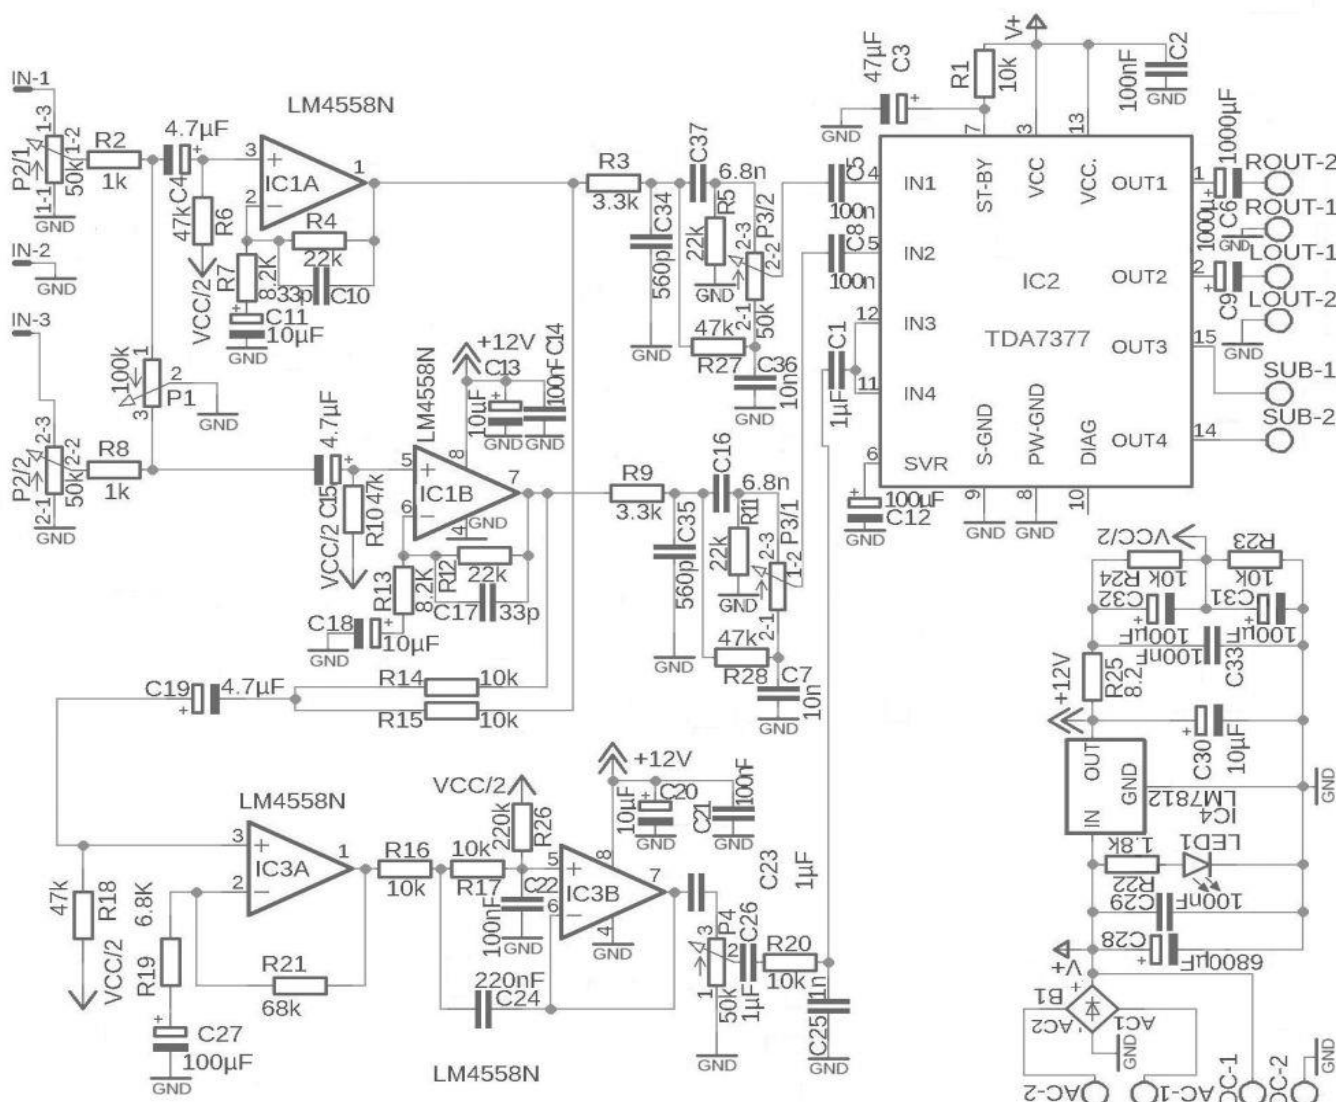 IN-1
1-3
1-2
P2/1
50k
1-1
GND
R2
1k
4.7µF
C4
47k
R6
VCC/2
LM4558N
3
2
1
IC1A
R4
22k
R7
8.2K
33p
C10
C11
10µF
GND
IN-2
GND
IN-3
2-3
2-2
P2/2
50k
2-1
GND
100k
1
2
3
P1
GND
R8
1k
4.7µF
C15
R10
47k
VCC/2
LM4558N
+12V
C13
10µF
GND
C14
100nF
GND
5
6
7
8
4
IC1B
GND
R12
22k
R13
8.2K
C17
33p
C18
10µF
GND
R3
3.3k
C34
560p
GND
C37
6.8n
R5
22k
GND
P3/2
2-3
2-2
2-1
50k
47k
R27
C36
10n
GND
R9
3.3k
C35
560p
GND
C16
6.8n
R11
22k
GND
P3/1
2-3
1-2
2-1
47k
R28
C7
10n
GND
C5
100n
C8
100n
C1
1µF
47µF
C3
GND
R1
10k
V+
100nF
C2
GND
7
3
13
ST-BY
VCC
VCC.
4
IN1
5
IN2
12
IN3
11
IN4
6
SVR
IC2
TDA7377
OUT1
1
OUT2
2
OUT3
15
OUT4
14
S-GND
PW-GND
DIAG
9
8
10
GND
GND
100µF
C12
GND
1000µF
C6
ROUT-2
ROUT-1
GND
1000µ
C9
LOUT-1
LOUT-2
GND
SUB-1
SUB-2
C19
4.7µF
R14
10k
R15
10k
LM4558N
3
2
1
IC3A
47k
R18
VCC/2
6.8K
R19
C27
100µF
GND
R21
68k
R16
10k
10k
R17
VCC/2
220k
R26
C22
100nF
GND
220nF
C24
LM4558N
+12V
10µF
C20
GND
C21
100nF
GND
5
6
7
8
4
IC3B
GND
C23
1µF
P4
3
2
1
50k
GND
C26
1µF
R20
10k
C25
1n
GND
VCC/2
R24
10k
R23
10k
C32
100µF
C31
100µF
100nF
C33
R25
8.2
+12V
C30
10µF
OUT
GND
IN
LM7812
IC4
GND
1.8k
R22
LED1
100nF
C29
C28
6800µF
V+
B1
AC2
AC1
GND
AC-2
AC-1
DC-1
DC-2
GND